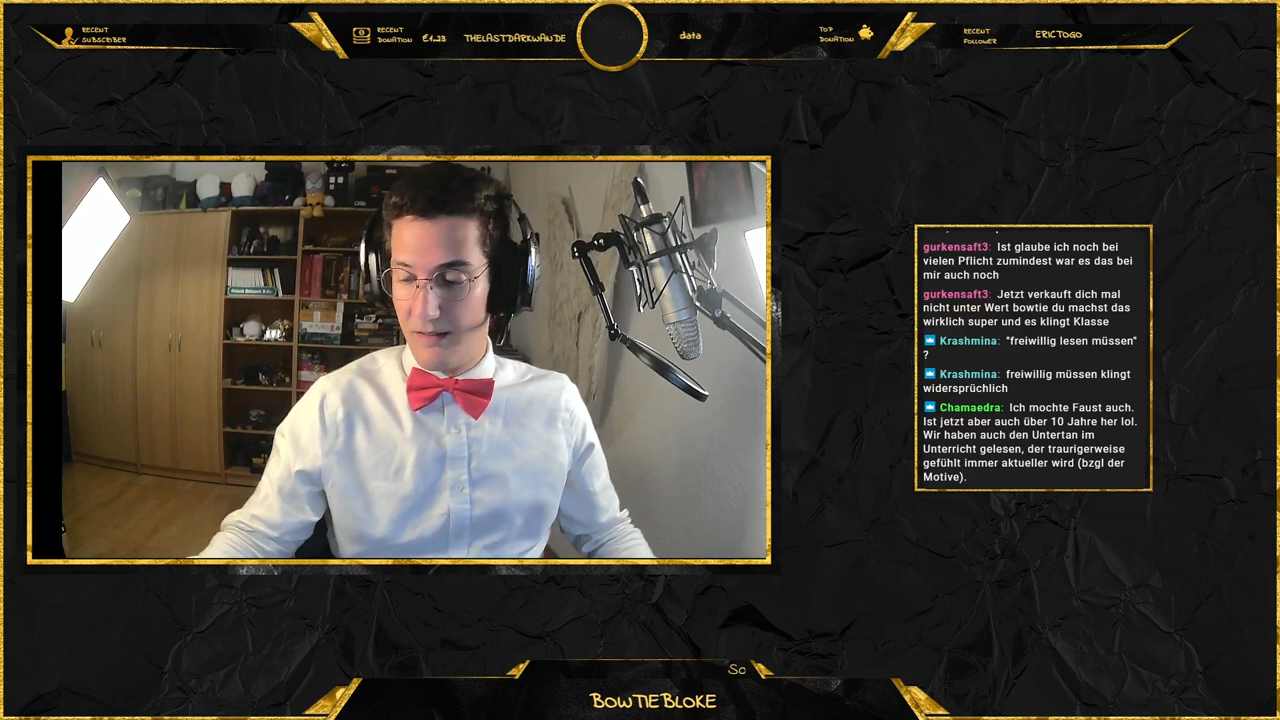 RECENT
SUBSCRIBER
RECENT
DONATION
£1.23
THELASTDARKWANDE
data
TOP
DONATION
RECENT
FOLLOWER
ERICTOGO
gurkensaft3: Ist glaube ich noch bei
vielen Pflicht zumindest war es das bei
mir auch noch
gurkensaft3: Jetzt verkauft dich mal
nicht unter Wert bowtie du machst das
wirklich super und es klingt Klasse
Krashmina: "freiwillig lesen müssen"
?
Krashmina: freiwillig müssen klingt
widersprüchlich
Chamaedra: Ich mochte Faust auch.
Ist jetzt aber auch über 10 Jahre her lol.
Wir haben auch den Untertan im
Unterricht gelesen, der traurigerweise
gefühlt immer aktueller wird (bzgl der
Motive).
So
BOWTIEBLOKE